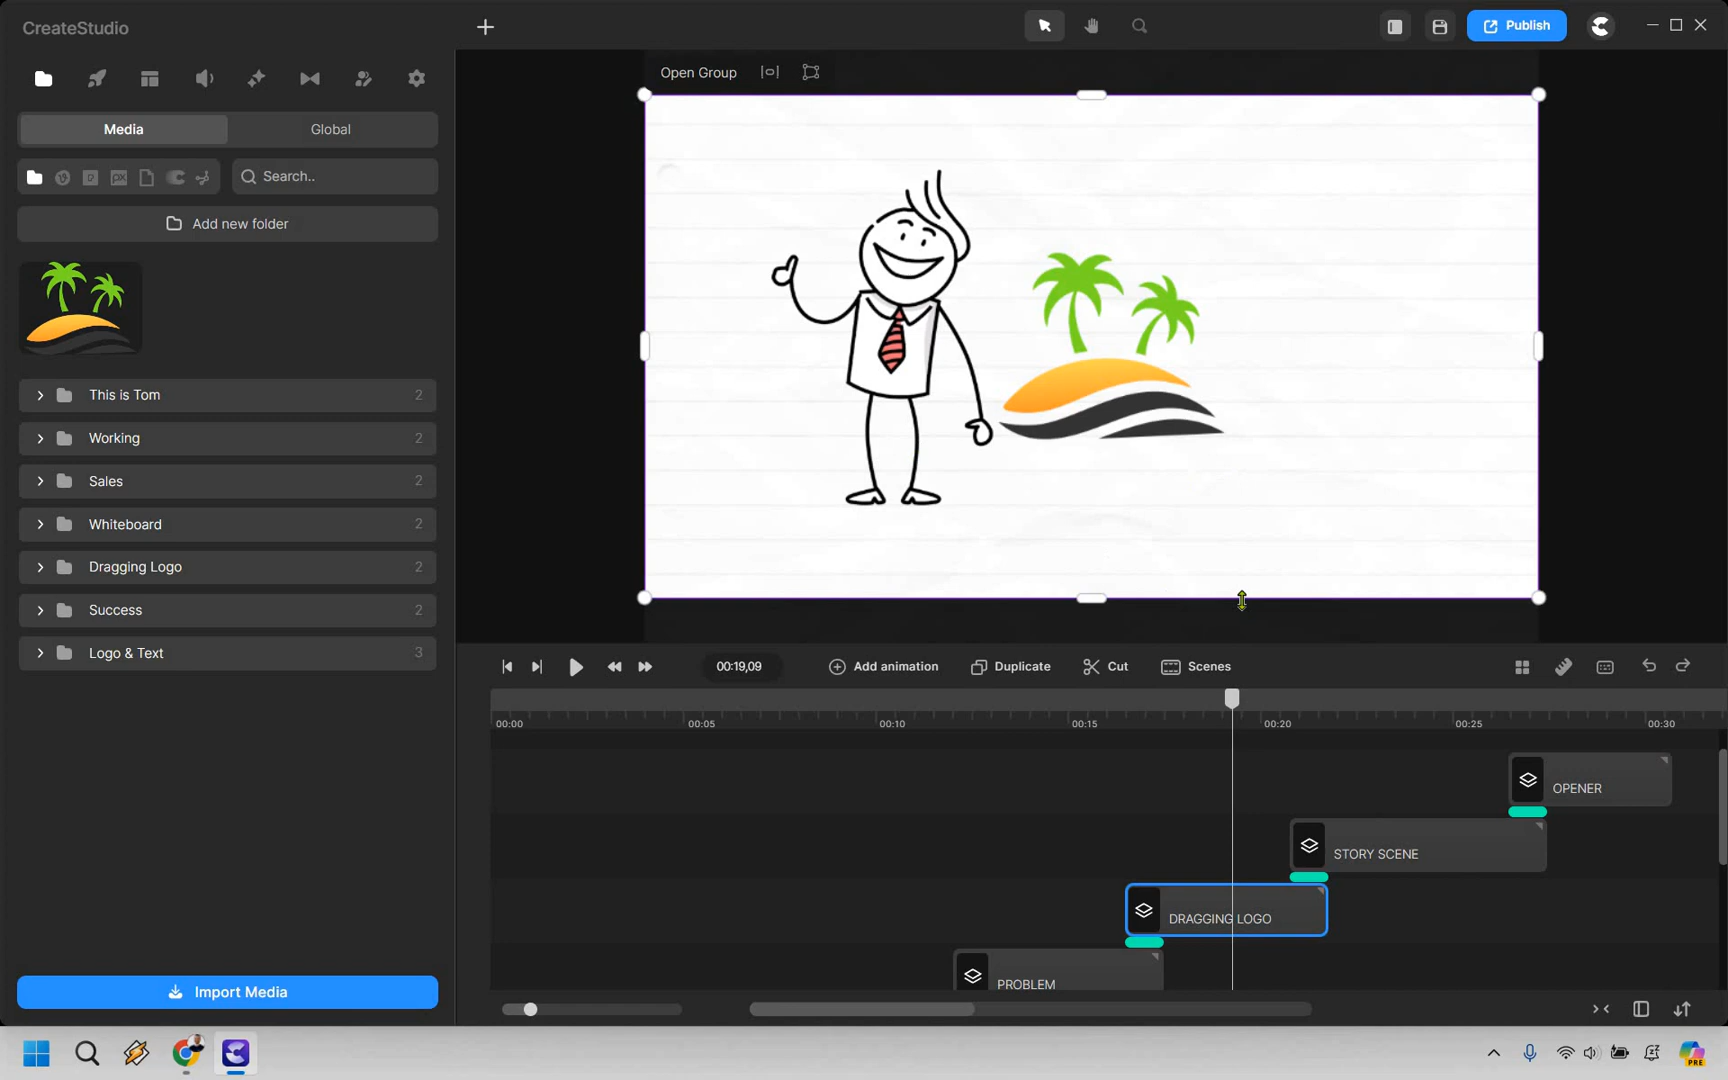 CreateStudio
Publish
Open Group
Media
Global
px
Search..
Add new folder
This is Tom 2
Working 2
Sales 2
Whiteboard 2
Dragging Logo 2
Success 2
Logo & Text 3
Import Media
00:19,09
Add animation
Duplicate
Cut
Scenes
00:00
00:05
00:10
00:15
00:20
00:25
00:30
OPENER
STORY SCENE
DRAGGING LOGO
PROBLEM
PRE